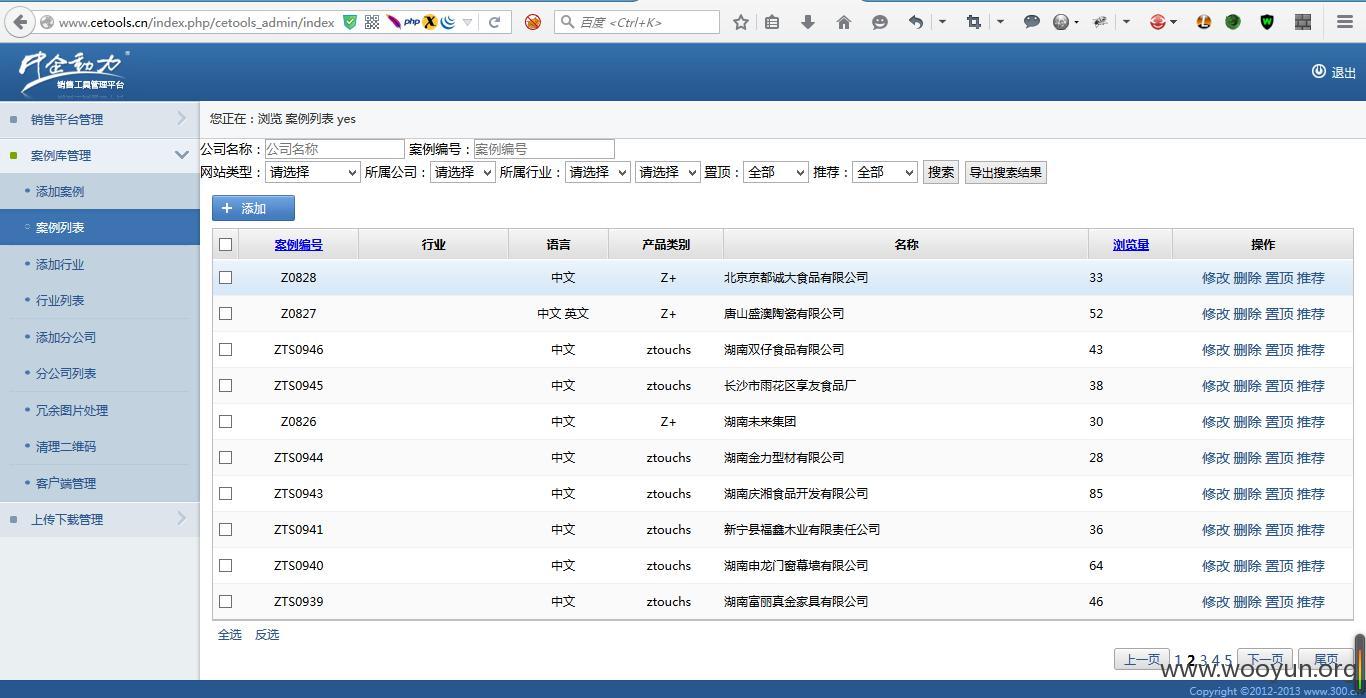 www.cetools.cn/index.php/cetools_admin/index
php
百度 <Ctrl+K>
中企动力
销售工具管理平台
退出
销售平台管理
案例库管理
添加案例
案例列表
添加行业
行业列表
添加分公司
分公司列表
冗余图片处理
清理二维码
客户端管理
上传下载管理
您正在：浏览 案例列表 yes
公司名称： 公司名称 案例编号： 案例编号
网站类型： 请选择 所属公司： 请选择 所属行业： 请选择 请选择 置顶： 全部 推荐： 全部 搜索 导出搜索结果
+ 添加
案例编号 行业 语言 产品类别 名称 浏览量 操作
Z0828 中文 Z+ 北京京都诚大食品有限公司 33 修改 删除 置顶 推荐
Z0827 中文 英文 Z+ 唐山盛澳陶瓷有限公司 52 修改 删除 置顶 推荐
ZTS0946 中文 ztouchs 湖南双仔食品有限公司 43 修改 删除 置顶 推荐
ZTS0945 中文 ztouchs 长沙市雨花区享友食品厂 38 修改 删除 置顶 推荐
Z0826 中文 Z+ 湖南未来集团 30 修改 删除 置顶 推荐
ZTS0944 中文 ztouchs 湖南金力型材有限公司 28 修改 删除 置顶 推荐
ZTS0943 中文 ztouchs 湖南庆湘食品开发有限公司 85 修改 删除 置顶 推荐
ZTS0941 中文 ztouchs 新宁县福鑫木业有限责任公司 36 修改 删除 置顶 推荐
ZTS0940 中文 ztouchs 湖南申龙门窗幕墙有限公司 64 修改 删除 置顶 推荐
ZTS0939 中文 ztouchs 湖南富丽真金家具有限公司 46 修改 删除 置顶 推荐
全选 反选
上一页 1 2 3 4 5 下一页 尾页
www.wooyun.org
Copyright ©2012-2013 www.300.c